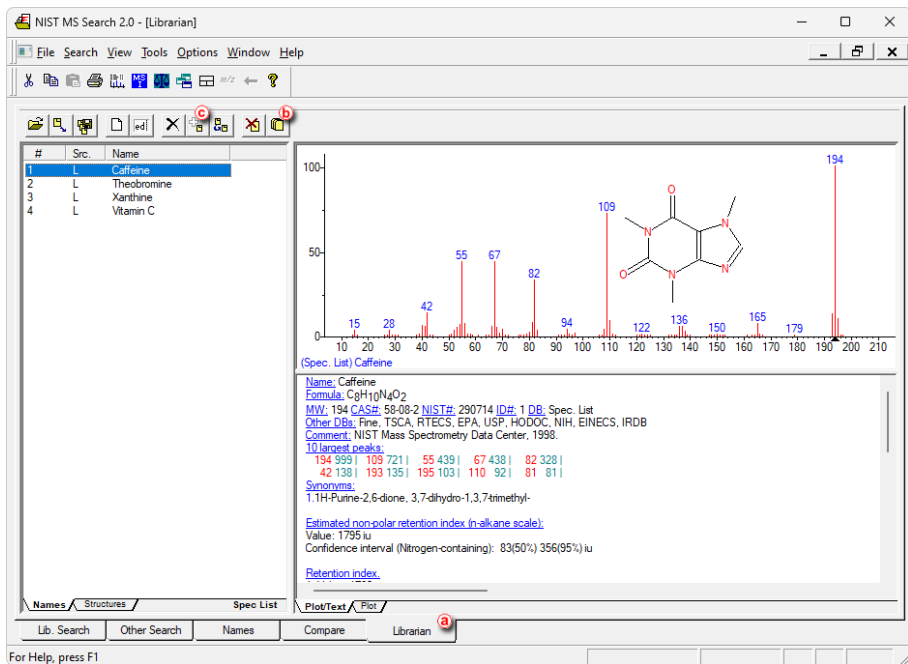 NIST MS Search 2.0 - [Librarian]
File Search View Tools Options Window Help
MS
m/z
ed
c
b
# Src. Name
1 L Caffeine
2 L Theobromine
3 L Xanthine
4 L Vitamin C
100
50
0
15 28 42 55 67 82 94 109 122 136 150 165 179 194
O
N
N
O
N
N
10 20 30 40 50 60 70 80 90 100 110 120 130 140 150 160 170 180 190 200 210
(Spec. List) Caffeine
Name: Caffeine
Formula: C8H10N4O2
MW: 194 CAS#: 58-08-2 NIST#: 290714 ID#: 1 DB: Spec. List
Other DBs: Fine, TSCA, RTECS, EPA, USP, HODOC, NIH, EINECS, IRDB
Comment: NIST Mass Spectrometry Data Center, 1998.
10 largest peaks:
194 999 | 109 721 | 55 439 | 67 438 | 82 328 |
42 138 | 193 135 | 195 103 | 110 92 | 81 81 |
Synonyms:
1.1H-Purine-2,6-dione, 3,7-dihydro-1,3,7-trimethyl-
Estimated non-polar retention index (n-alkane scale):
Value: 1795 iu
Confidence interval (Nitrogen-containing): 83(50%) 356(95%) iu
Retention index.
Names Structures Spec List
Plot/Text Plot
a
Lib. Search Other Search Names Compare Librarian
For Help, press F1